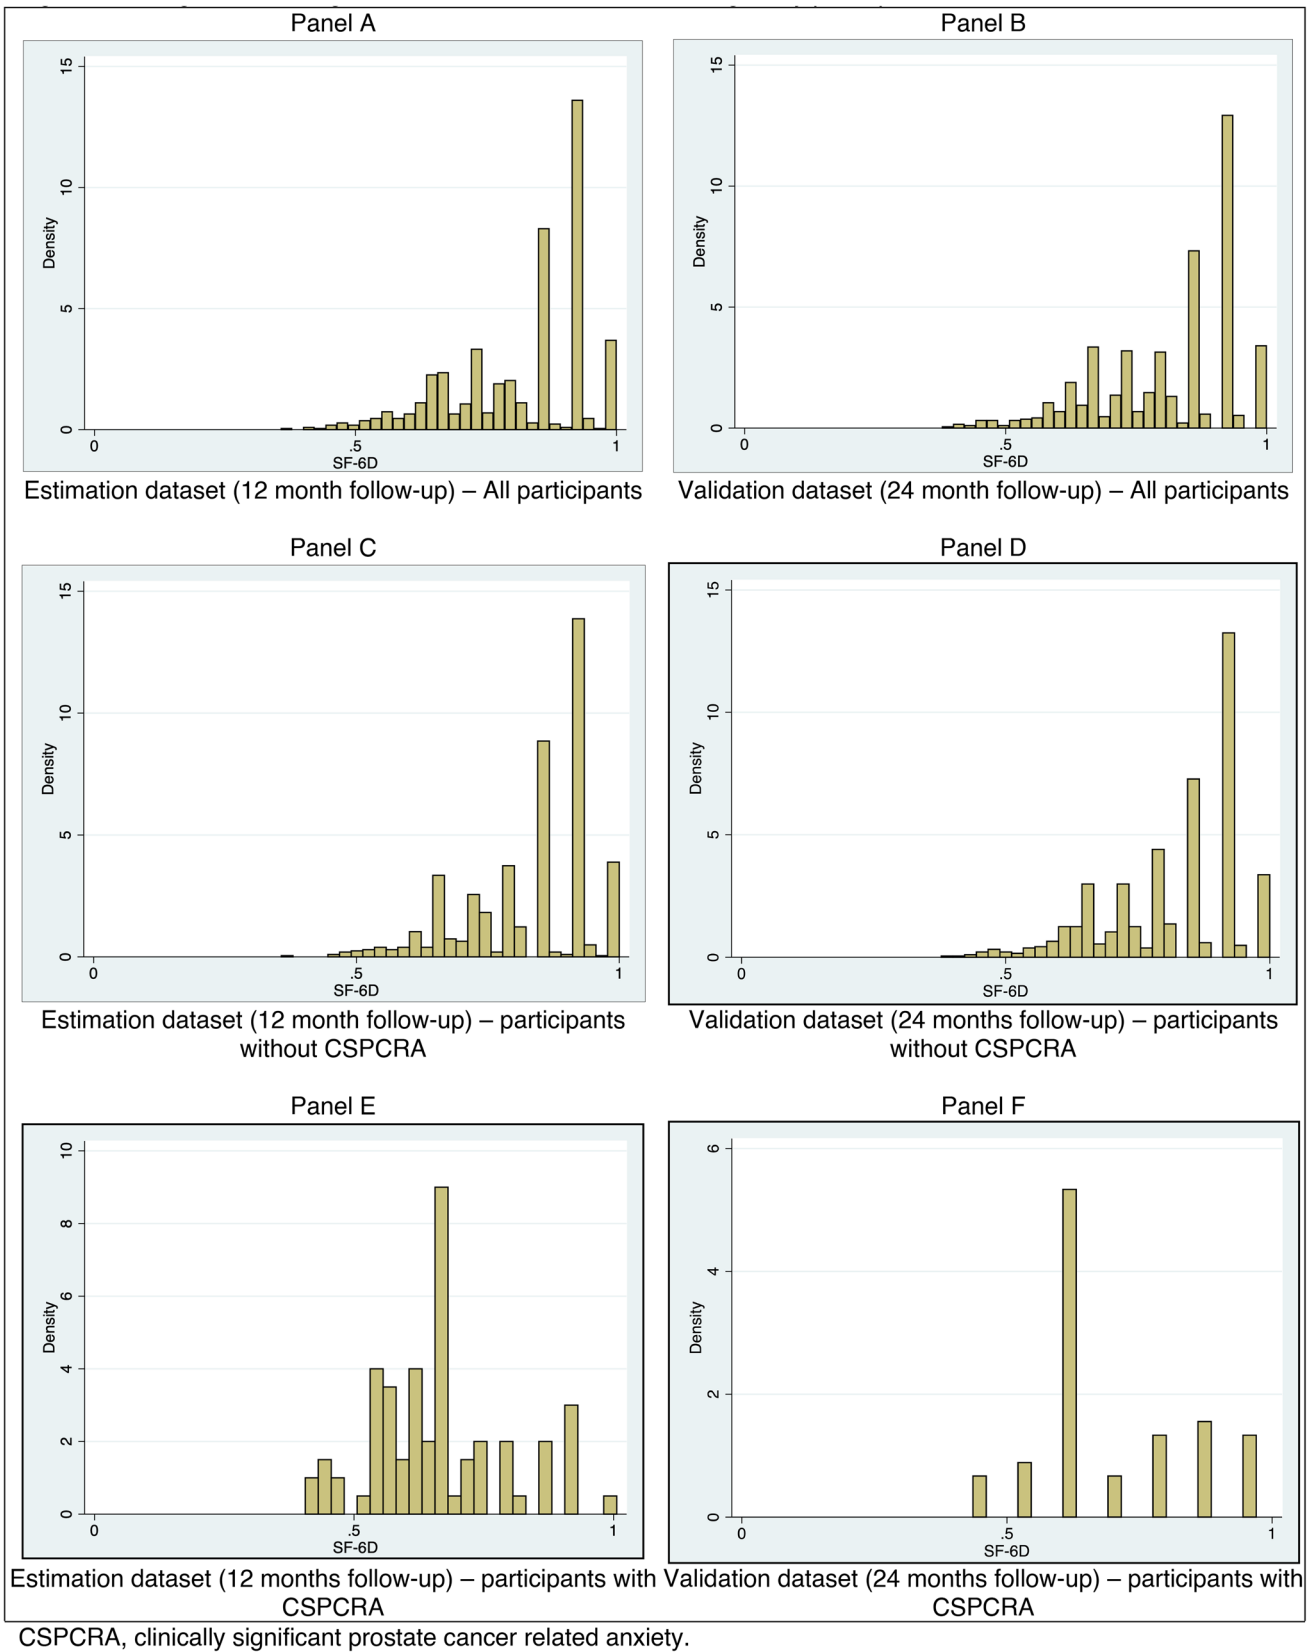 Panel A
Panel B
15
10
5
0
Density
0
.5
1
SF-6D
15
10
5
0
Density
0
.5
1
SF-6D
Estimation dataset (12 month follow-up) – All participants
Validation dataset (24 month follow-up) – All participants
Panel C
Panel D
15
10
5
0
Density
0
.5
1
SF-6D
15
10
5
0
Density
0
.5
1
SF-6D
Estimation dataset (12 month follow-up) – participants
without CSPCRA
Validation dataset (24 months follow-up) – participants
without CSPCRA
Panel E
Panel F
10
8
6
4
2
0
Density
0
.5
1
SF-6D
6
4
2
0
Density
0
.5
1
SF-6D
Estimation dataset (12 months follow-up) – participants with
CSPCRA
Validation dataset (24 months follow-up) – participants with
CSPCRA
CSPCRA, clinically significant prostate cancer related anxiety.